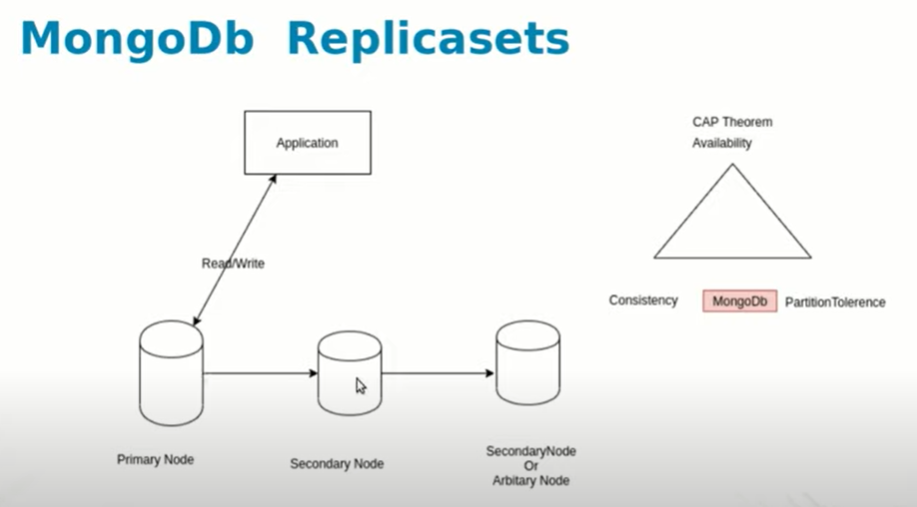 MongoDb Replicasets
Application
Read/Write
Primary Node
Secondary Node
SecondaryNode
Or
Arbitary Node
CAP Theorem
Availability
Consistency
MongoDb
PartitionTolerence